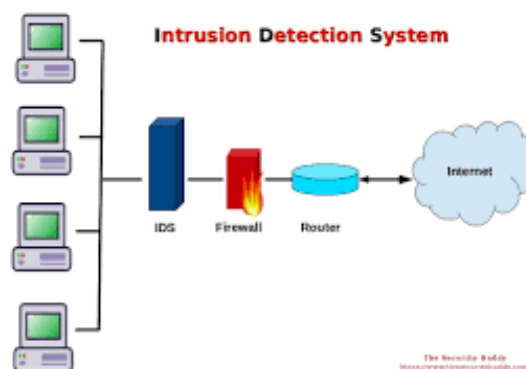 Intrusion Detection System
Internet
IDS
Firewall
Router
The Security Buddy